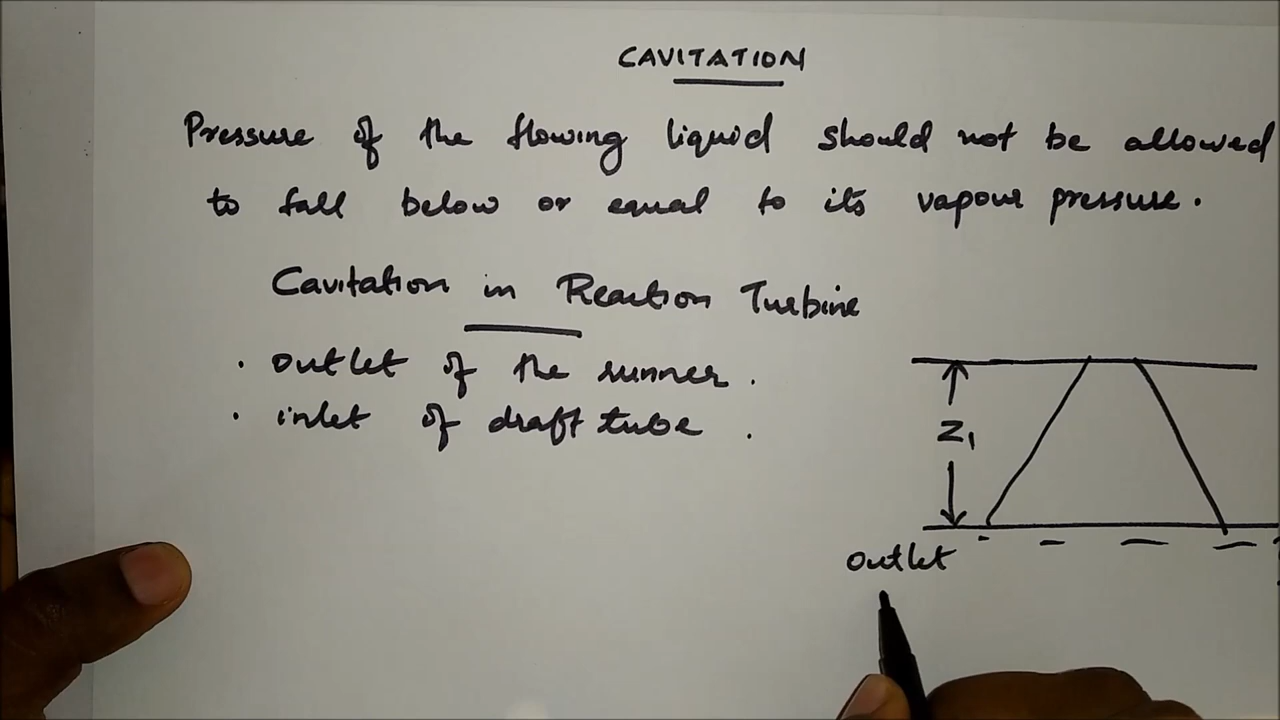 CAVITATION
Pressure of the flowing liquid should not be allowed
to fall below or equal to its vapour pressure.
Cavitation in Reaction Turbine
· outlet of the runner.
· inlet of draft tube.
Z1
outlet